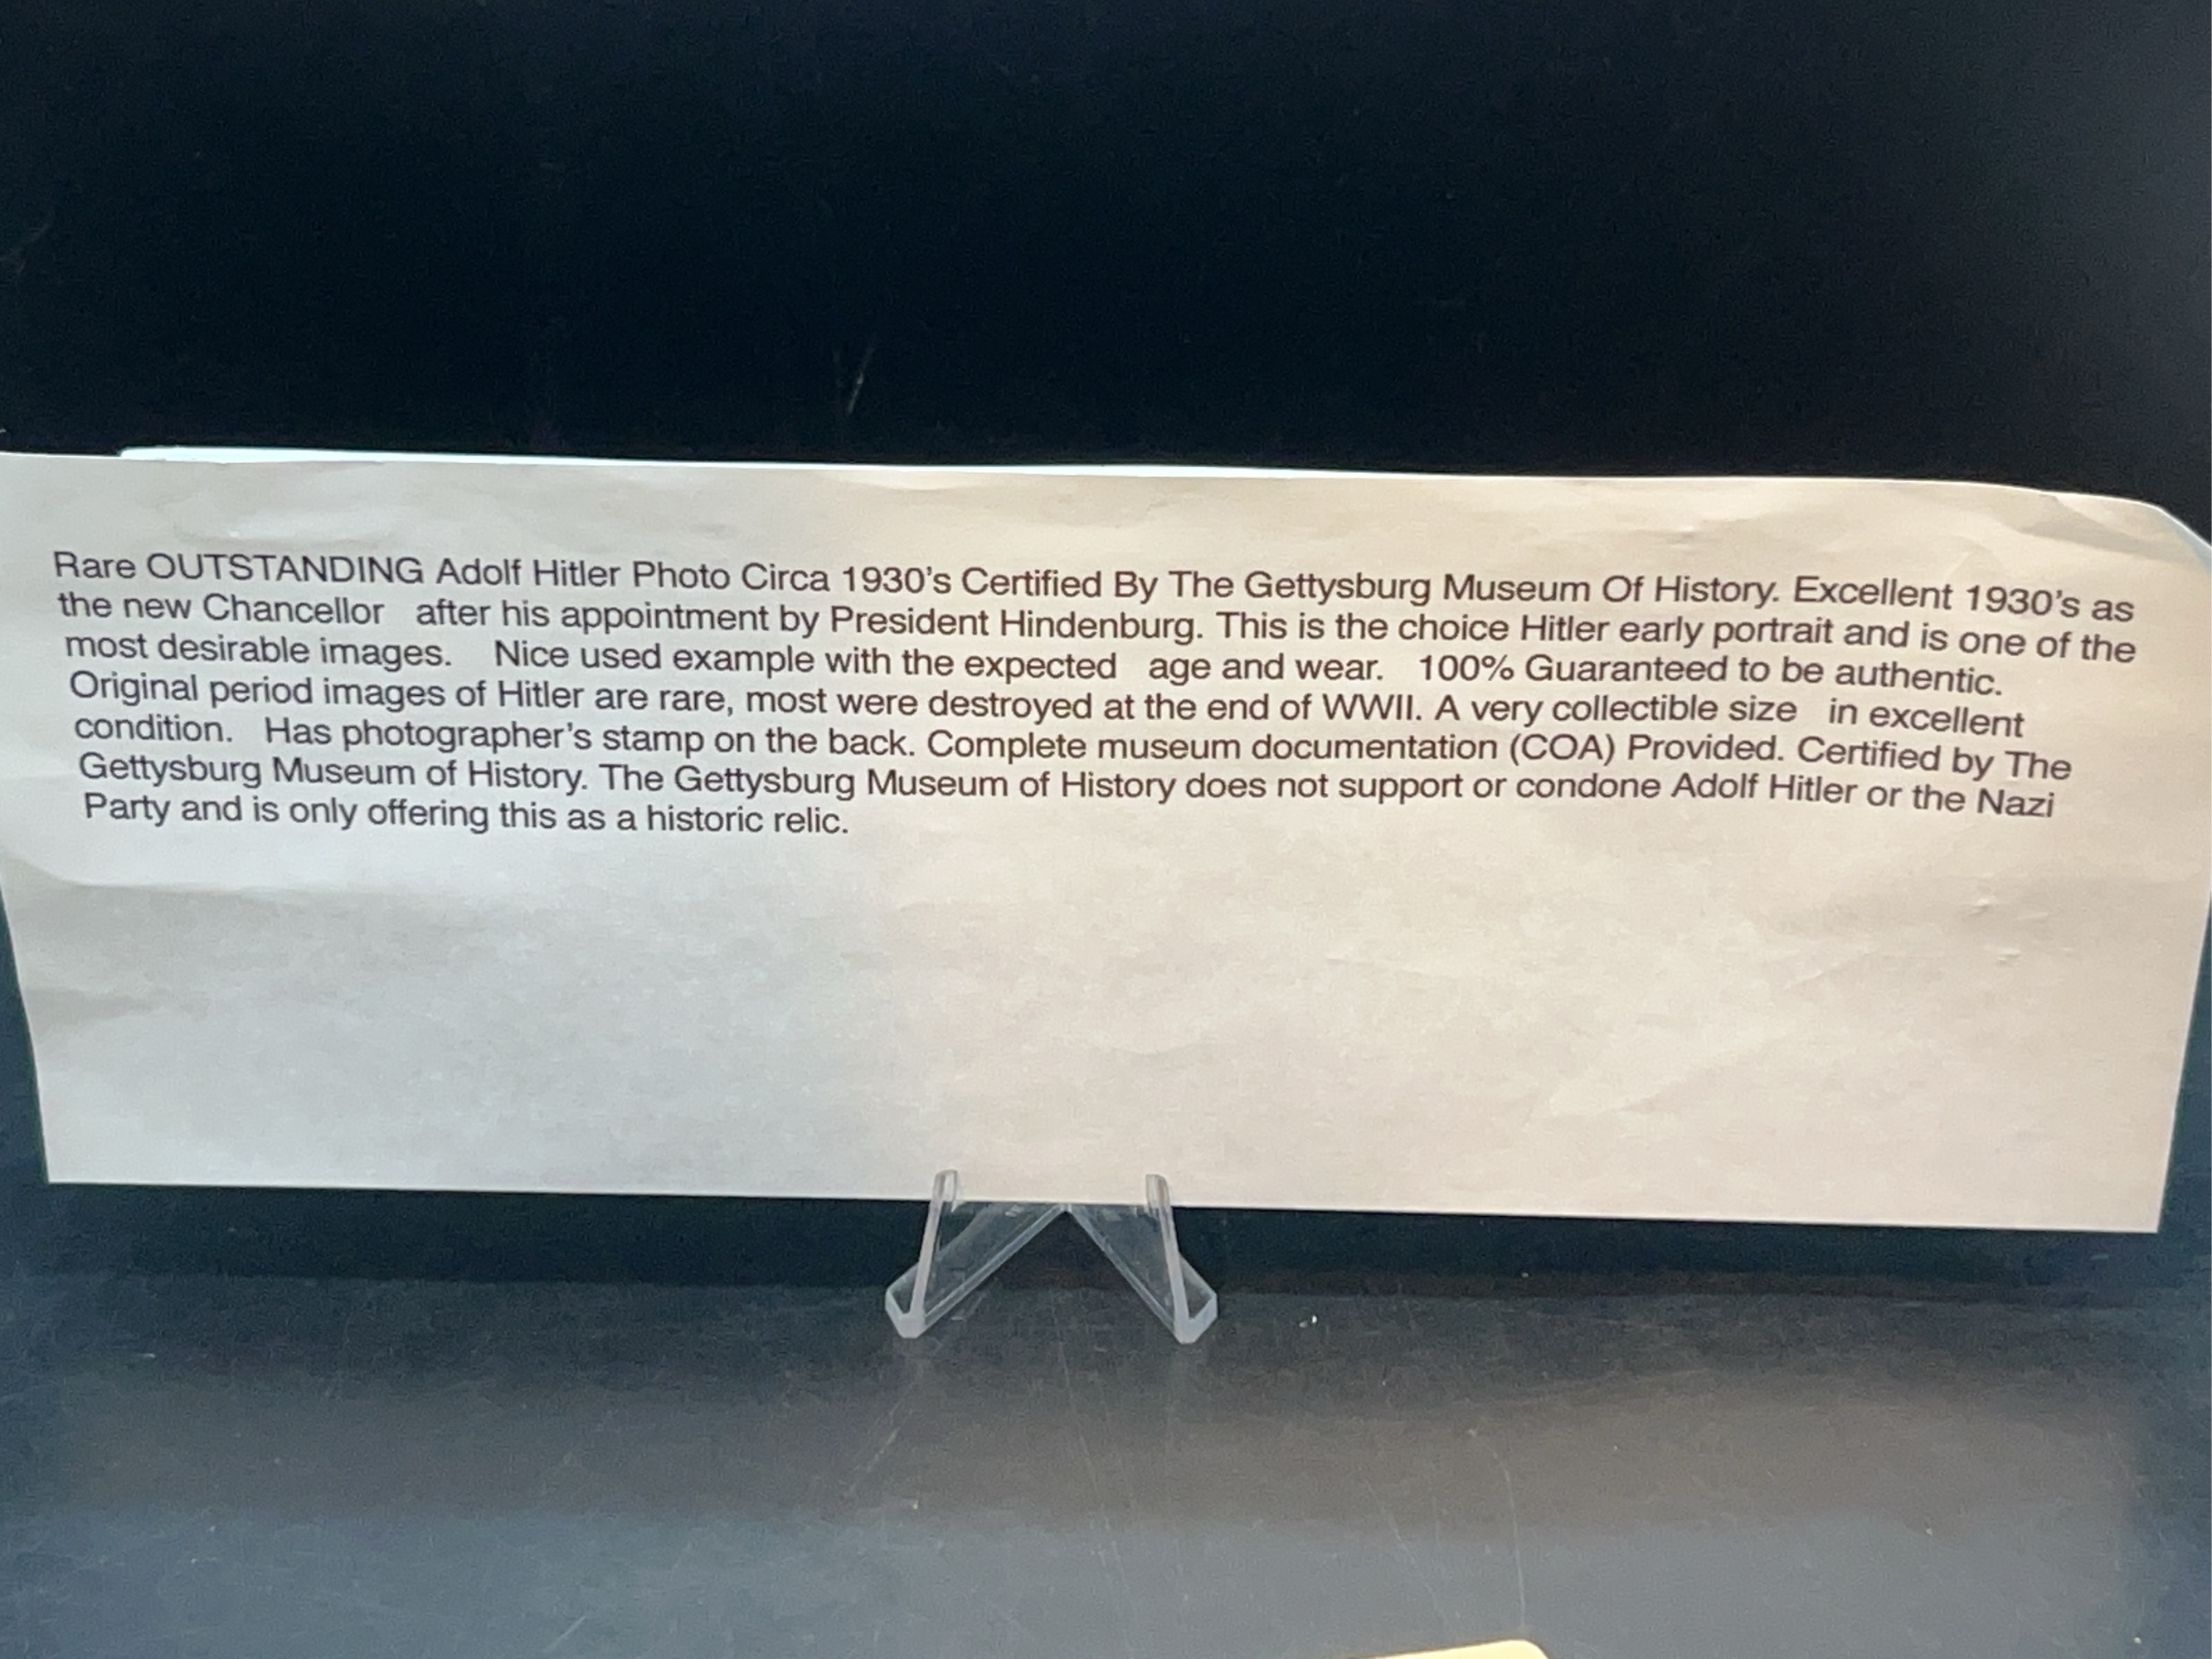 Rare OUTSTANDING Adolf Hitler Photo Circa 1930's Certified By The Gettysburg Museum Of History. Excellent 1930's as
the new Chancellor after his appointment by President Hindenburg. This is the choice Hitler early portrait and is one of the
most desirable images. Nice used example with the expected age and wear. 100% Guaranteed to be authentic.
Original period images of Hitler are rare, most were destroyed at the end of WWII. A very collectible size in excellent
condition. Has photographer's stamp on the back. Complete museum documentation (COA) Provided. Certified by The
Gettysburg Museum of History. The Gettysburg Museum of History does not support or condone Adolf Hitler or the Nazi
Party and is only offering this as a historic relic.